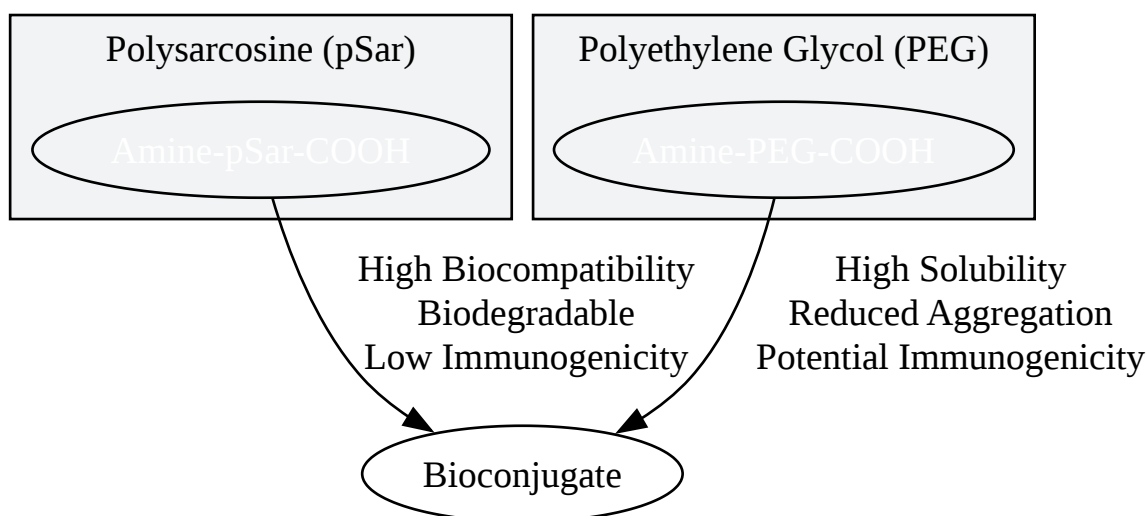 Polysarcosine (pSar)
Polyethylene Glycol (PEG)
Amine-pSar-COOH
Amine-PEG-COOH
High Biocompatibility
Biodegradable
Low Immunogenicity
High Solubility
Reduced Aggregation
Potential Immunogenicity
Bioconjugate